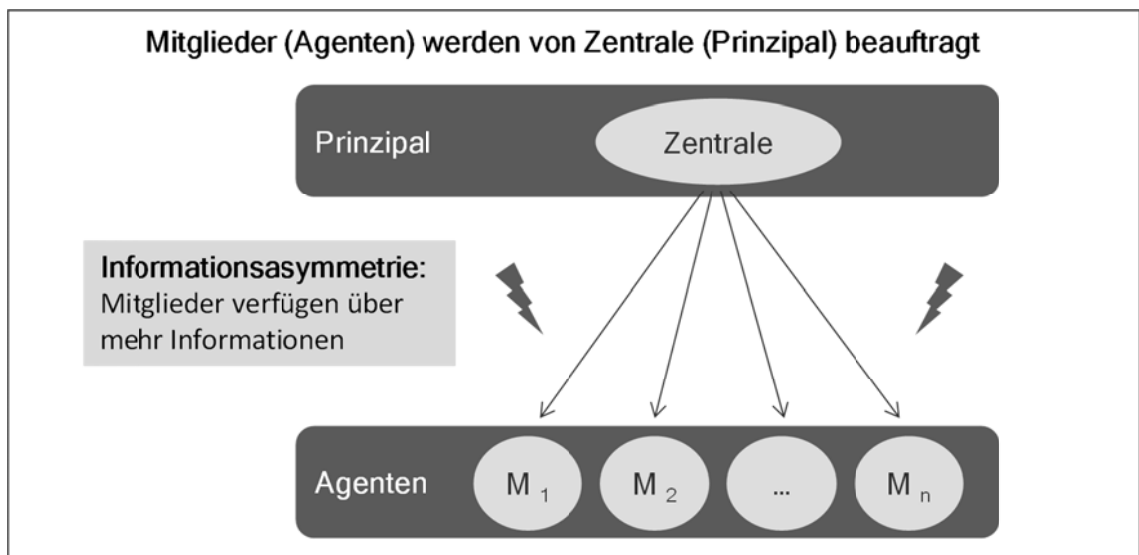 Mitglieder (Agenten) werden von Zentrale (Prinzipal) beauftragt
Prinzipal
Zentrale
Informationsasymmetrie:
Mitglieder verfügen über
mehr Informationen
Agenten
M 1
M 2
...
M n